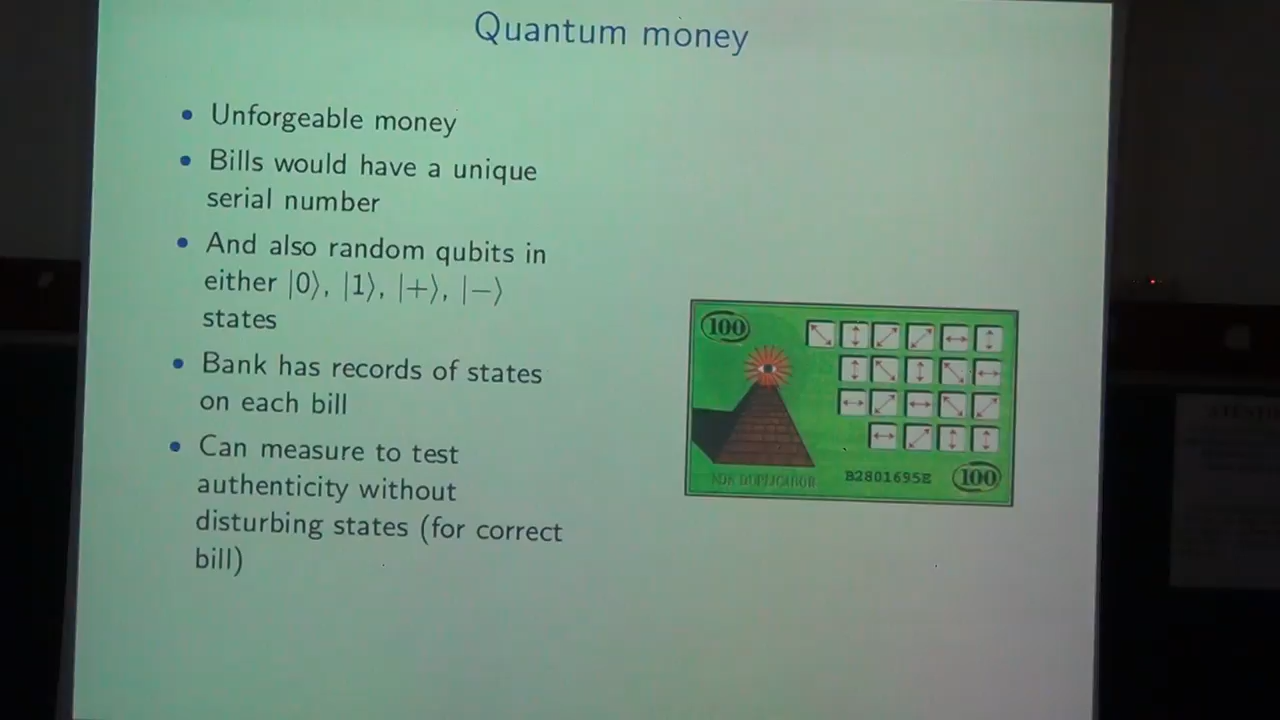 Quantum money
• Unforgeable money
• Bills would have a unique
serial number
• And also random qubits in
either |0⟩, |1⟩, |+⟩, |−⟩
states
• Bank has records of states
on each bill
• Can measure to test
authenticity without
disturbing states (for correct
bill)
100
B2801695E
100